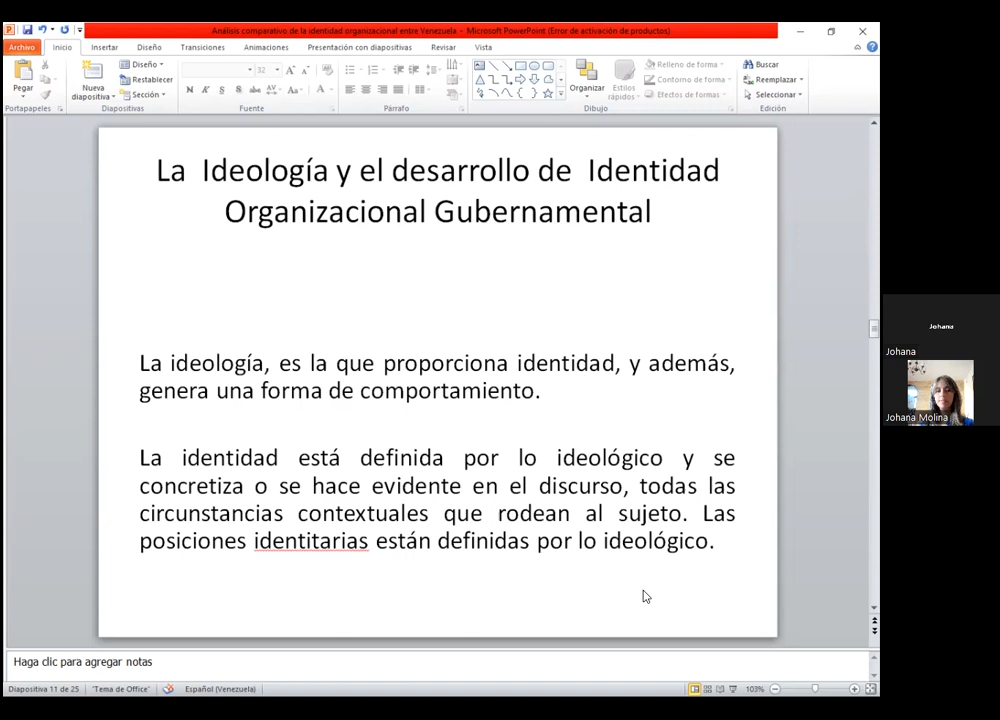 Análisis comparativo de la identidad organizacional entre Venezuela - Microsoft PowerPoint (Error de activación de productos)
Archivo Inicio Insertar Diseño Transiciones Animaciones Presentación con diapositivas Revisar Vista
Pegar
Portapapeles
Nueva diapositiva
Diseño
Restablecer
Sección
Diapositivas
32
N K S S abc AV Aa A
Fuente
Párrafo
Organizar
Estilos rápidos
Relleno de forma
Contorno de forma
Efectos de formas
Dibujo
Buscar
Reemplazar
Seleccionar
Edición
La Ideología y el desarrollo de Identidad
Organizacional Gubernamental
La ideología, es la que proporciona identidad, y además,
genera una forma de comportamiento.
La identidad está definida por lo ideológico y se
concretiza o se hace evidente en el discurso, todas las
circunstancias contextuales que rodean al sujeto. Las
posiciones identitarias están definidas por lo ideológico.
Johana
Johana
Johana Molina
Haga clic para agregar notas
Diapositiva 11 de 25 "Tema de Office" Español (Venezuela) 103%